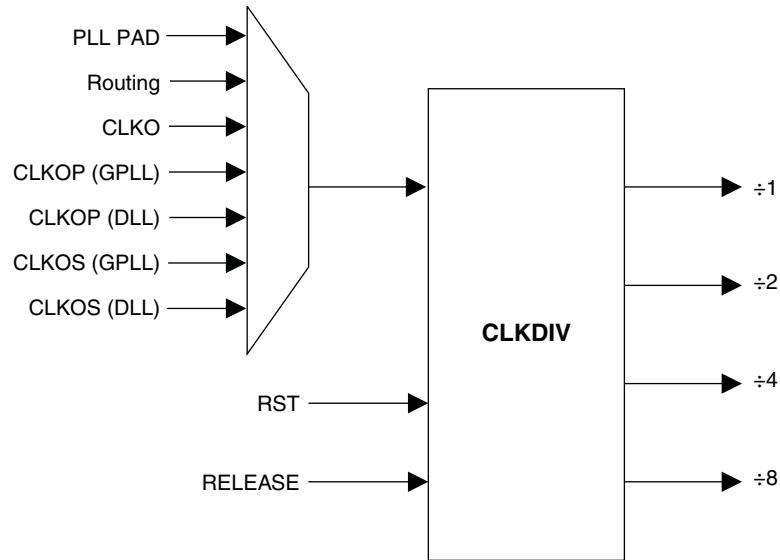 PLL PAD
Routing
CLKO
CLKOP (GPLL)
CLKOP (DLL)
CLKOS (GPLL)
CLKOS (DLL)
RST
RELEASE
CLKDIV
÷1
÷2
÷4
÷8